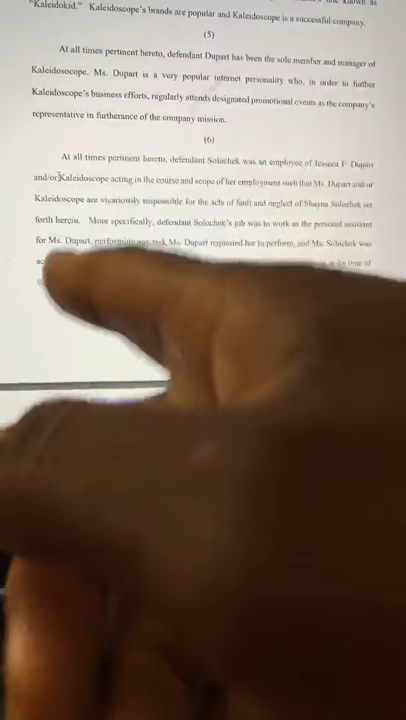 "Kaleidokid." Kaleidoscope's brands are popular and Kaleidoscope is a successful company.
(5)
At all times pertinent hereto, defendant Dupart has been the sole member and manager of
Kaleidosocope. Ms. Dupart is a very popular internet personality who, in order to further
Kaleidoscope's business efforts, regularly attends designated promotional events as the company's
representative in furtherance of the company mission.
(6)
At all times pertinent hereto, defendant Solochek was an employee of Jesseca F. Dupart
and/or Kaleidoscope acting in the course and scope of her employment such that Ms. Dupart and/or
Kaleidoscope are vicariously responsible for the acts of fault and neglect of Shayna Solochek set
forth herein. More specifically, defendant Solochek's job was to work as the personal assistant
for Ms. Dupart, performing any task Ms. Dupart requested her to perform, and Ms. Solochek was
time of